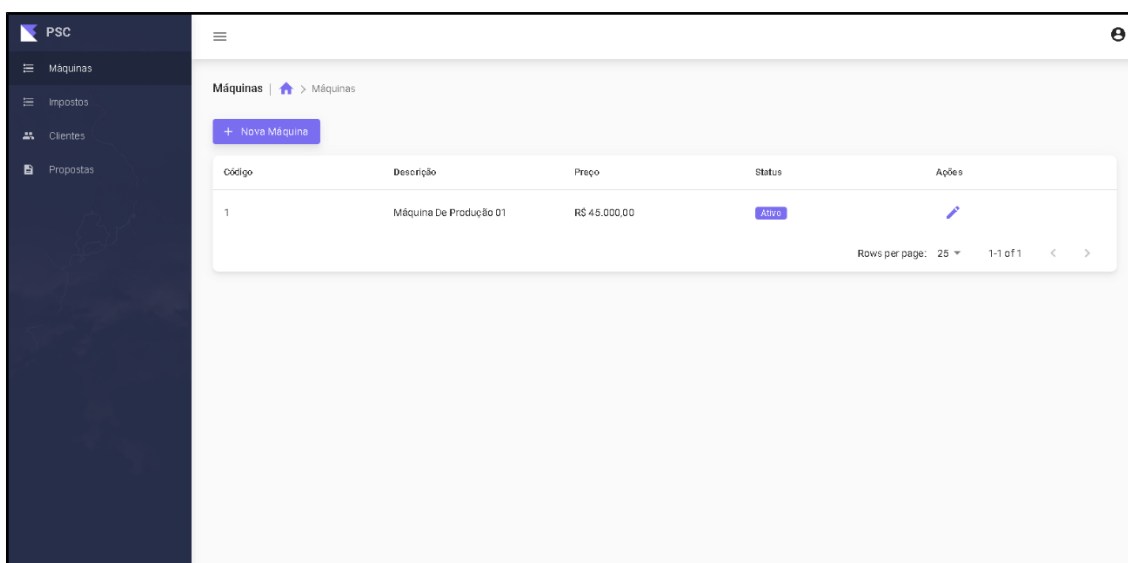 PSC
Máquinas
Impostos
Clientes
Propostas
Máquinas | > Máquinas
+ Nova Máquina
Código Descrição Preço Status Ações
1 Máquina De Produção 01 R$ 45.000,00 Ativo
Rows per page: 25 1-1 of 1 < >